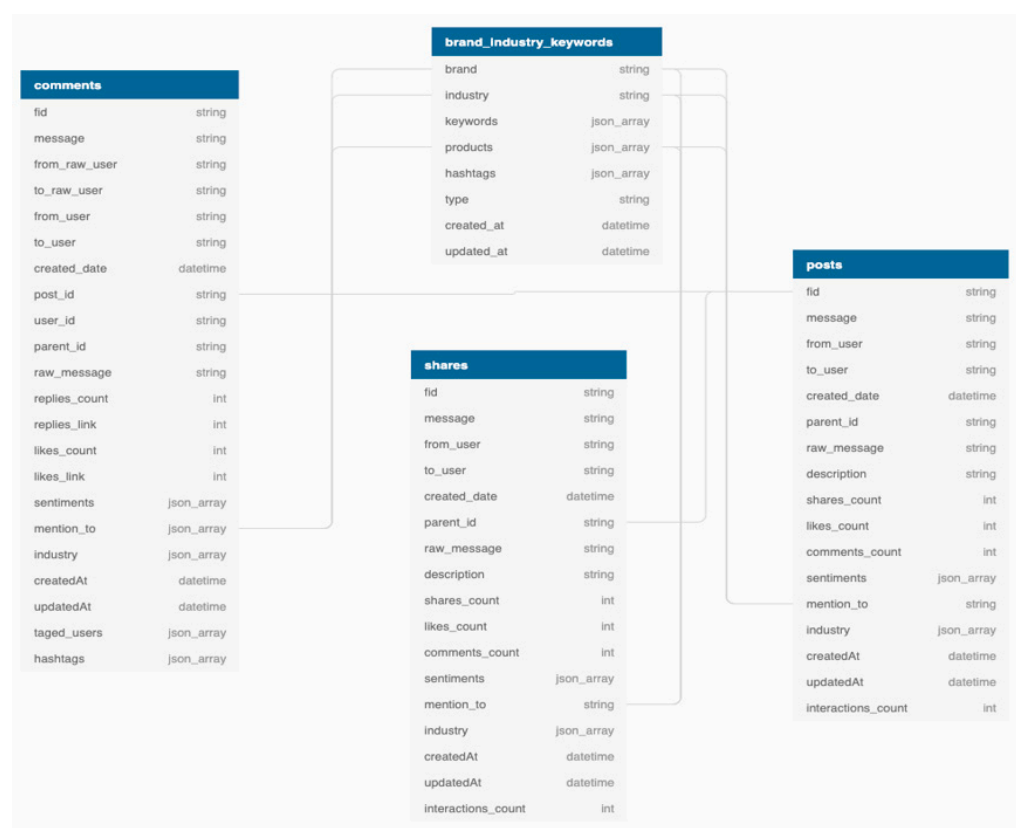 brand_industry_keywords
brand string
industry string
keywords json_array
products json_array
hashtags json_array
type string
created_at datetime
updated_at datetime
comments
fid string
message string
from_raw_user string
to_raw_user string
from_user string
to_user string
created_date datetime
post_id string
user_id string
parent_id string
raw_message string
replies_count int
replies_link int
likes_count int
likes_link int
sentiments json_array
mention_to json_array
industry json_array
createdAt datetime
updatedAt datetime
taged_users json_array
hashtags json_array
shares
fid string
message string
from_user string
to_user string
created_date datetime
parent_id string
raw_message string
description string
shares_count int
likes_count int
comments_count int
sentiments json_array
mention_to string
industry json_array
createdAt datetime
updatedAt datetime
interactions_count int
posts
fid string
message string
from_user string
to_user string
created_date datetime
parent_id string
raw_message string
description string
shares_count int
likes_count int
comments_count int
sentiments json_array
mention_to string
industry json_array
createdAt datetime
updatedAt datetime
interactions_count int